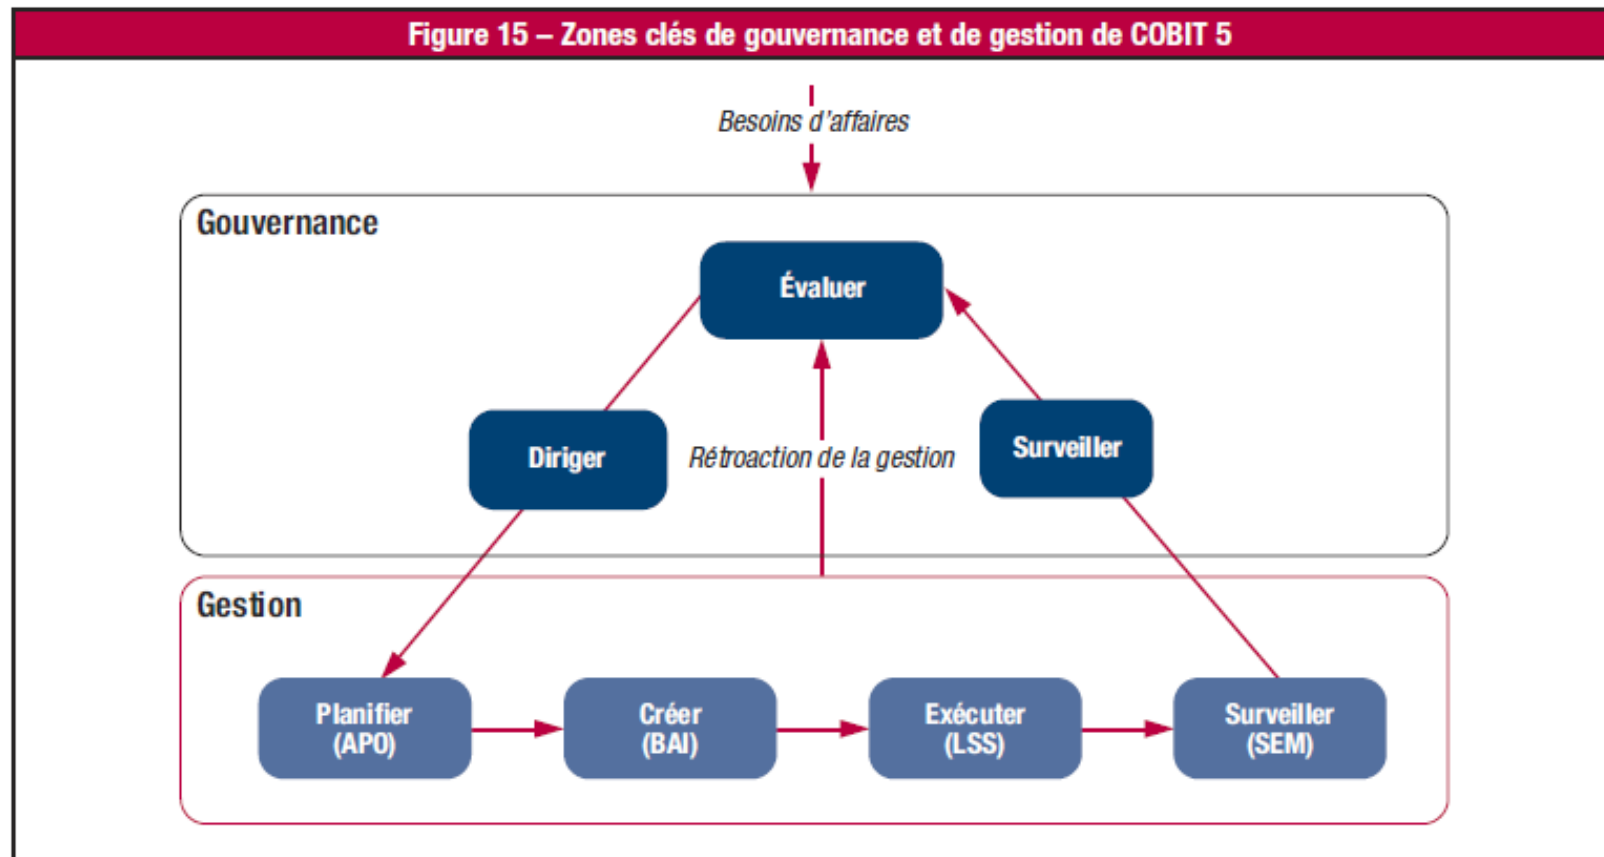 Figure 15 – Zones clés de gouvernance et de gestion de COBIT 5
Besoins d'affaires
Gouvernance
Évaluer
Diriger
Rétroaction de la gestion
Surveiller
Gestion
Planifier
(APO)
Créer
(BAI)
Exécuter
(LSS)
Surveiller
(SEM)